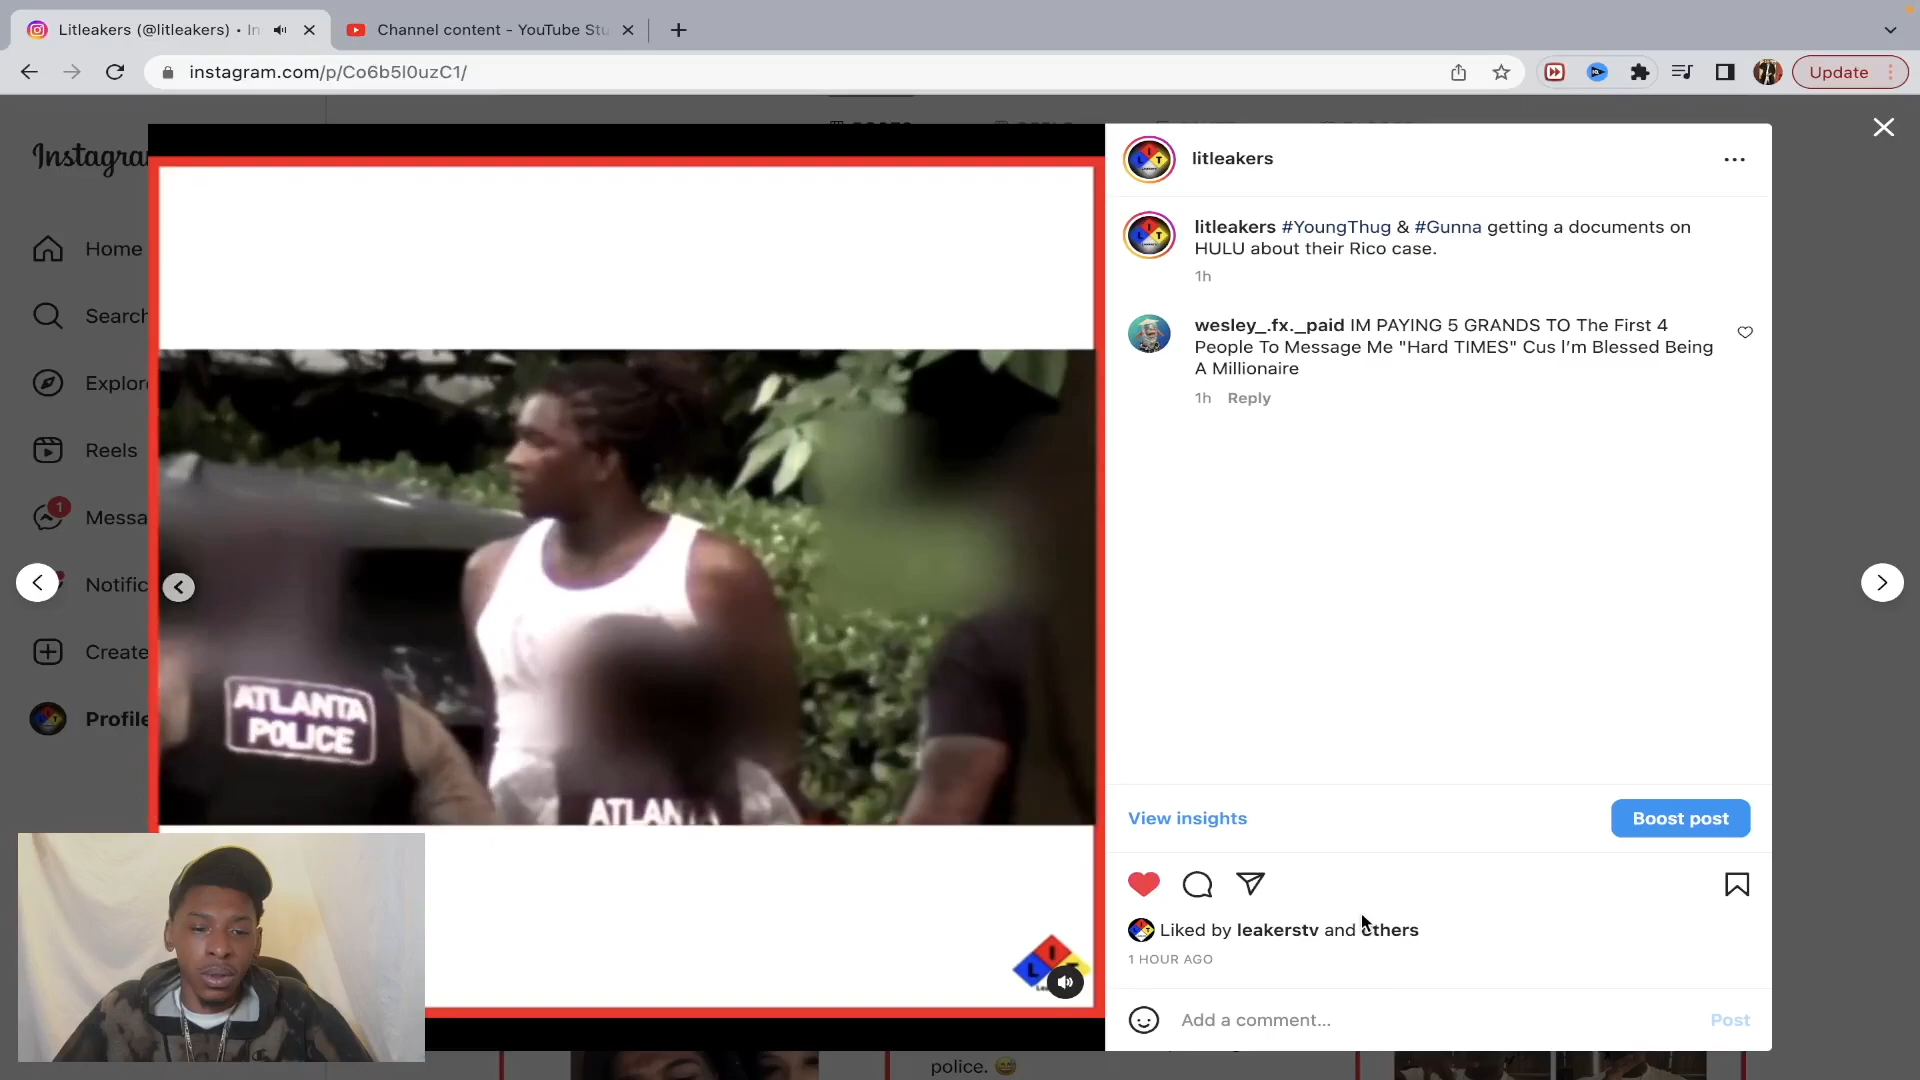 Litleakers (@litleakers) • In
Channel content - YouTube Stu
instagram.com/p/Co6b5l0uzC1/
Update
Instagra
Home
Search
Explor
Reels
1
Messa
Notific
Create
Profile
ATLANTA
POLICE
ATLAN
L I T
litleakers
litleakers #YoungThug & #Gunna getting a documents on
HULU about their Rico case.
1h
wesley_.fx._paid IM PAYING 5 GRANDS TO The First 4
People To Message Me "Hard TIMES" Cus I'm Blessed Being
A Millionaire
1h Reply
View insights
Boost post
Liked by leakerstv and others
1 HOUR AGO
Add a comment...
Post
police. 😄